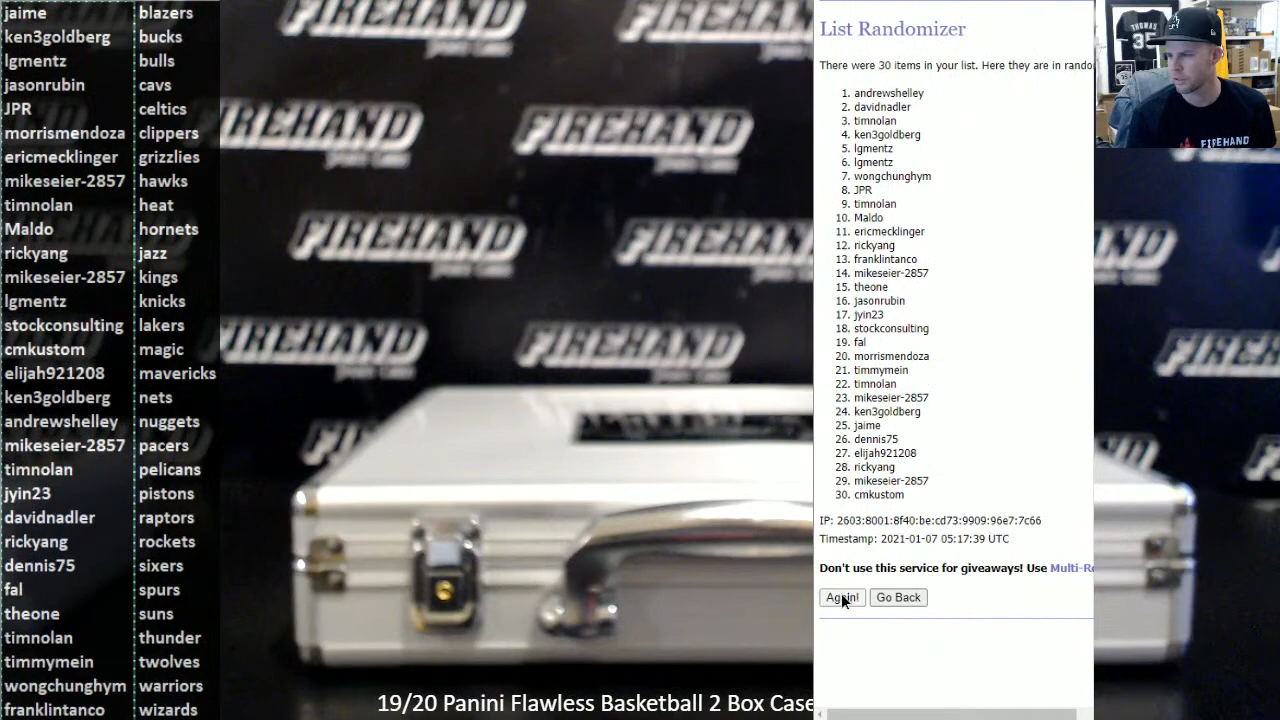 jaime blazers
ken3goldberg bucks
lgmentz bulls
jasonrubin cavs
JPR celtics
morrismendoza clippers
ericmecklinger grizzlies
mikeseier-2857 hawks
timnolan heat
Maldo hornets
rickyang jazz
mikeseier-2857 kings
lgmentz knicks
stockconsulting lakers
cmkustom magic
elijah921208 mavericks
ken3goldberg nets
andrewshelley nuggets
mikeseier-2857 pacers
timnolan pelicans
jyin23 pistons
davidnadler raptors
rickyang rockets
dennis75 sixers
fal spurs
theone suns
timnolan thunder
timmymein twolves
wongchunghym warriors
franklintanco wizards
FIREHAND
FIREHAND
FIREHAND
FIREHAND
FIREHAND
FIREHAND
19/20 Panini Flawless Basketball 2 Box Case
List Randomizer
There were 30 items in your list. Here they are in rando
1. andrewshelley
2. davidnadler
3. timnolan
4. ken3goldberg
5. lgmentz
6. lgmentz
7. wongchunghym
8. JPR
9. timnolan
10. Maldo
11. ericmecklinger
12. rickyang
13. franklintanco
14. mikeseier-2857
15. theone
16. jasonrubin
17. jyin23
18. stockconsulting
19. fal
20. morrismendoza
21. timmymein
22. timnolan
23. mikeseier-2857
24. ken3goldberg
25. jaime
26. dennis75
27. elijah921208
28. rickyang
29. mikeseier-2857
30. cmkustom
IP: 2603:8001:8f40:be:cd73:9909:96e7:7c66
Timestamp: 2021-01-07 05:17:39 UTC
Don't use this service for giveaways! Use Multi-R
Again! Go Back
THOMAS
35
FIREHAND